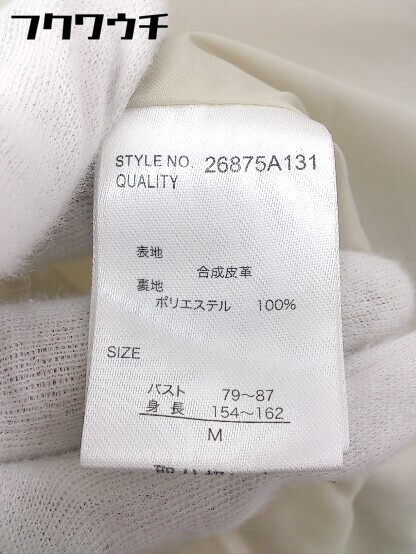 フクワウチ
STYLE NO. 26875A131
QUALITY
表地
合成皮革
裏地
ポリエステル 100%
SIZE
バスト 79～87
身長 154～162
M